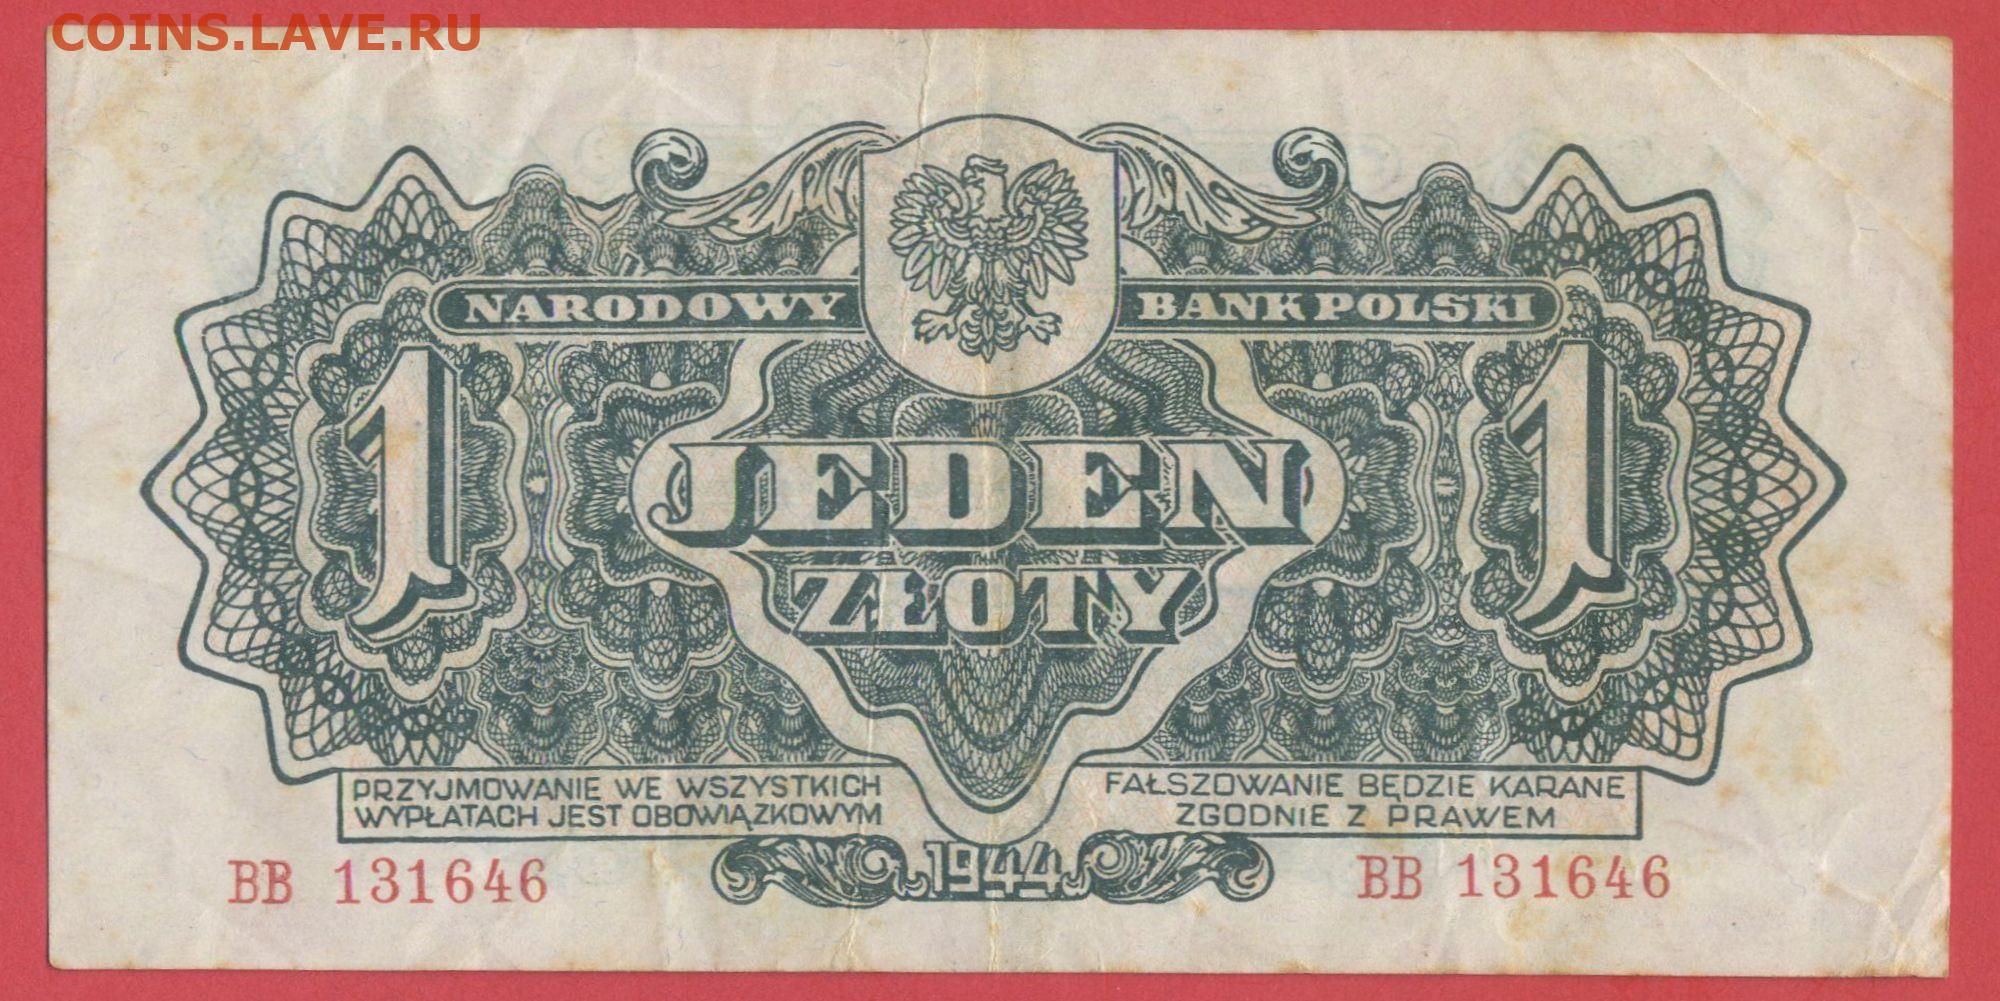 COINS.LAVE.RU
NARODOWY BANK POLSKI
1 JEDEN 1
ZŁOTY
PRZYJMOWANIE WE WSZYSTKICH
WYPŁATACH JEST OBOWIĄZKOWYM
FAŁSZOWANIE BĘDZIE KARANE
ZGODNIE Z PRAWEM
BB 131646
1944
BB 131646